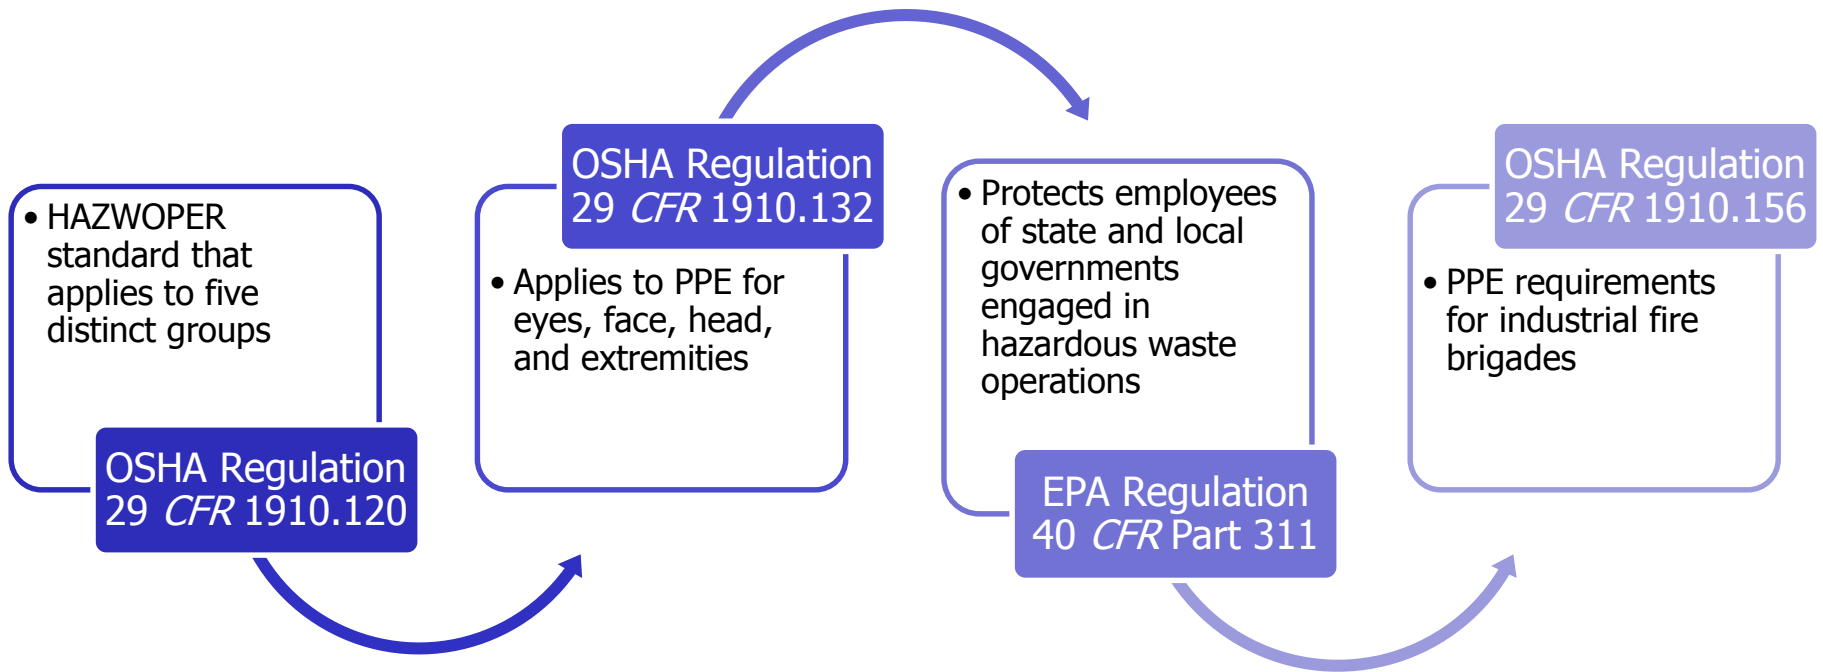 • HAZWOPER
standard that
applies to five
distinct groups
OSHA Regulation
29 CFR 1910.120
OSHA Regulation
29 CFR 1910.132
• Applies to PPE for
eyes, face, head,
and extremities
• Protects employees
of state and local
governments
engaged in
hazardous waste
operations
EPA Regulation
40 CFR Part 311
OSHA Regulation
29 CFR 1910.156
• PPE requirements
for industrial fire
brigades